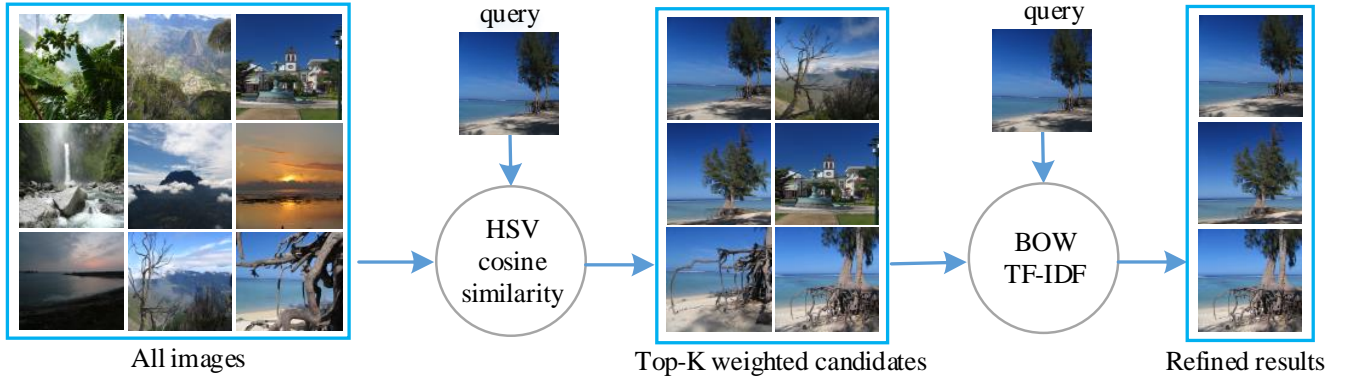 query
query
HSV
cosine
similarity
BOW
TF-IDF
All images
Top-K weighted candidates
Refined results